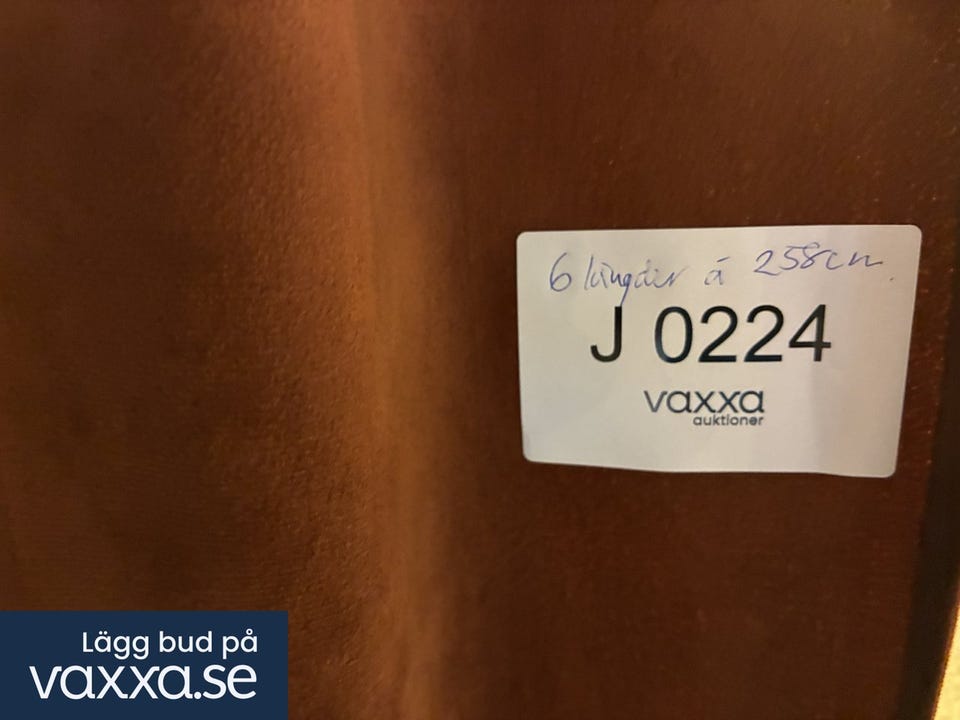 6 längder á 258cm.
J 0224
vaxxa
auktioner
Lägg bud på
vaxxa.se